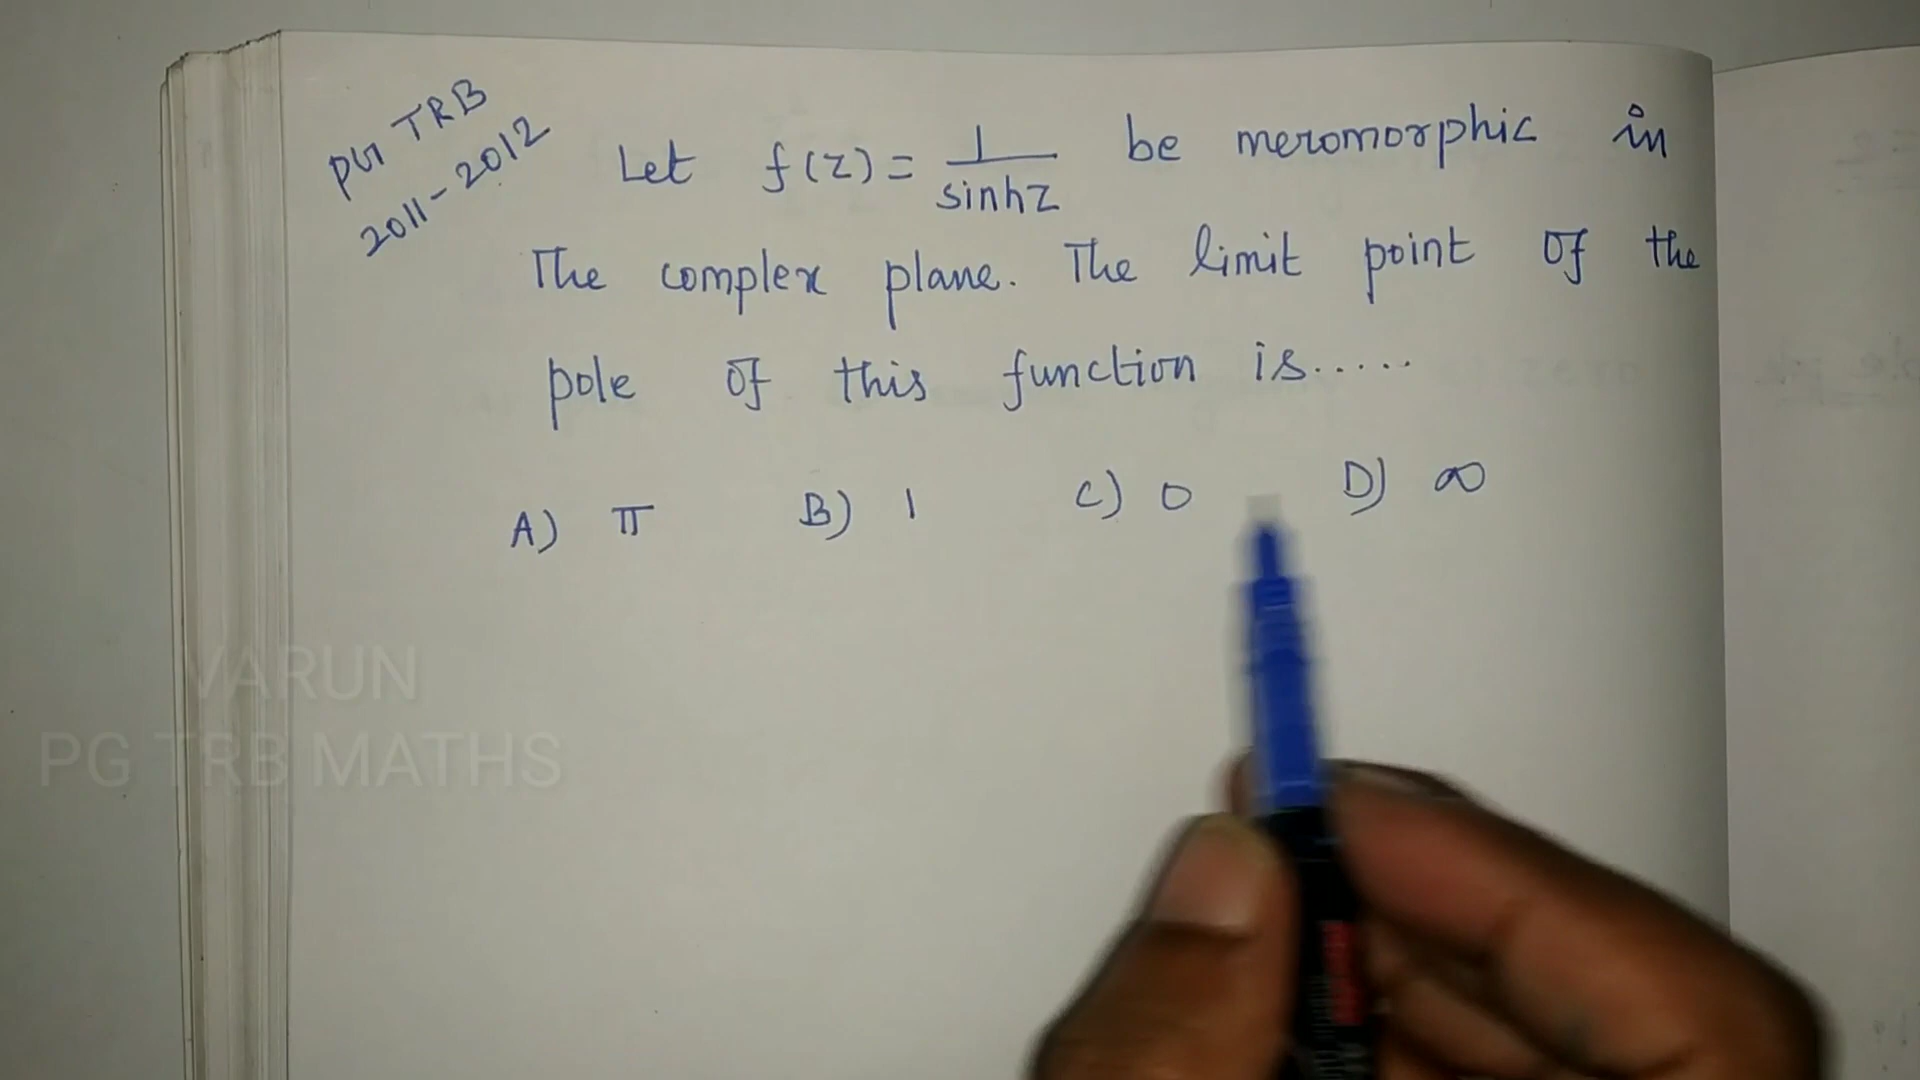 PG TRB
2011-2012
Let f(z) = 1/sinhz be meromorphic in
The complex plane. The limit point of the
pole of this function is.....
A) π B) 1 C) 0 D) ∞
VARUN
PG TRB MATHS